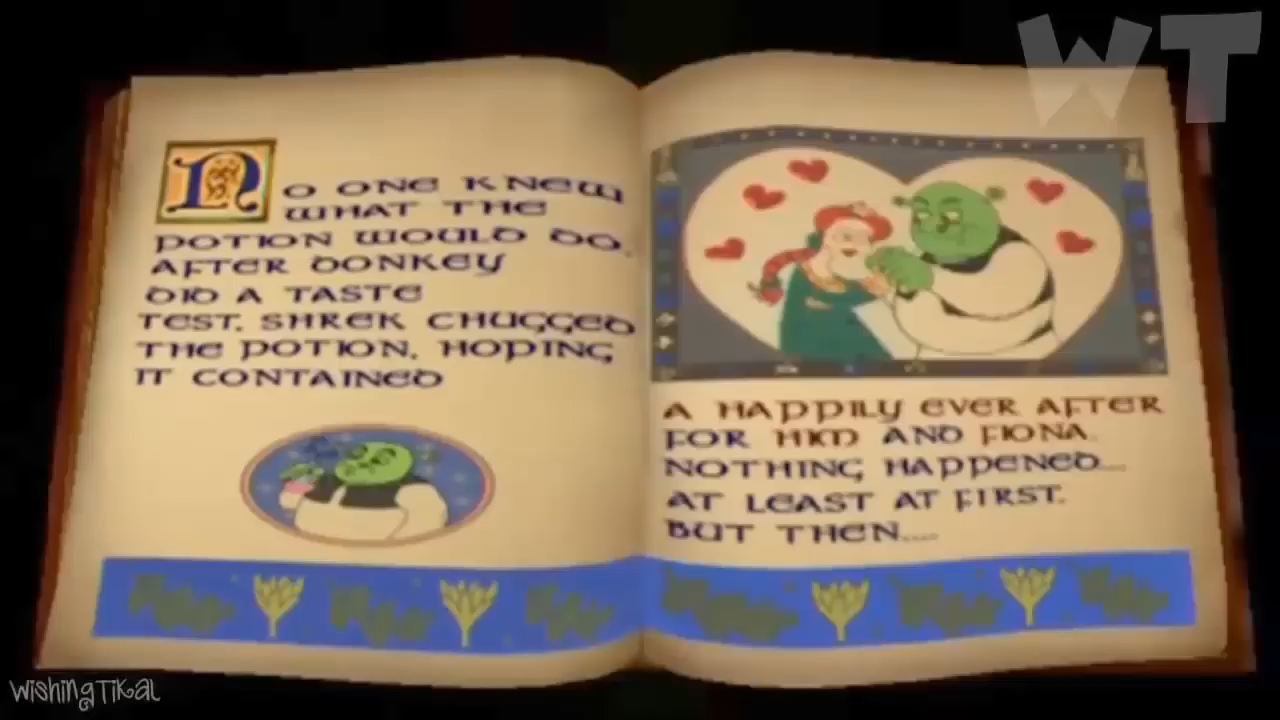 NO ONE KNEW
WHAT THE
POTION WOULD DO.
AFTER DONKEY
DID A TASTE
TEST, SHREK CHUGGED
THE POTION, HOPING
IT CONTAINED
A HAPPILY EVER AFTER
FOR HIM AND FIONA.
NOTHING HAPPENED...
AT LEAST AT FIRST.
BUT THEN....
WT
WishingTikal